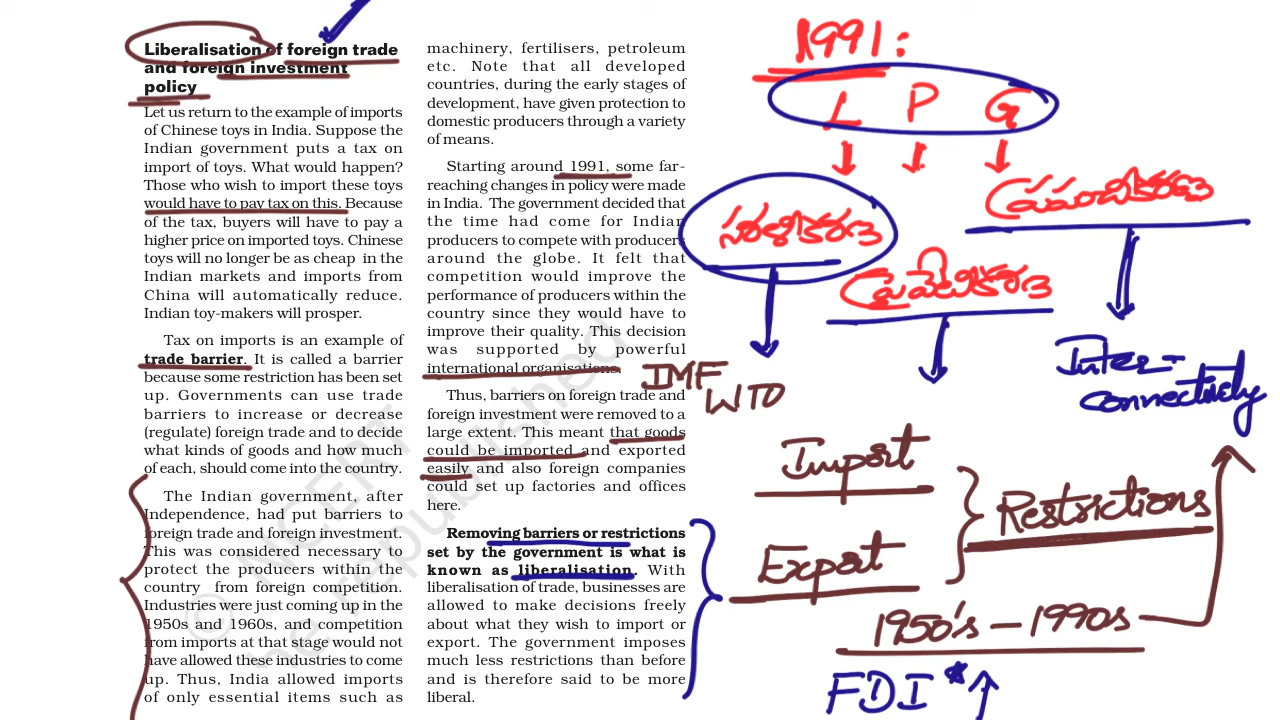 Liberalisation of foreign trade
and foreign investment
policy
Let us return to the example of imports
of Chinese toys in India. Suppose the
Indian government puts a tax on
import of toys. What would happen?
Those who wish to import these toys
would have to pay tax on this. Because
of the tax, buyers will have to pay a
higher price on imported toys. Chinese
toys will no longer be as cheap in the
Indian markets and imports from
China will automatically reduce.
Indian toy-makers will prosper.
Tax on imports is an example of
trade barrier. It is called a barrier
because some restriction has been set
up. Governments can use trade
barriers to increase or decrease
(regulate) foreign trade and to decide
what kinds of goods and how much
of each, should come into the country.
The Indian government, after
Independence, had put barriers to
foreign trade and foreign investment.
This was considered necessary to
protect the producers within the
country from foreign competition.
Industries were just coming up in the
1950s and 1960s, and competition
from imports at that stage would not
have allowed these industries to come
up. Thus, India allowed imports
of only essential items such as
machinery, fertilisers, petroleum
etc. Note that all developed
countries, during the early stages of
development, have given protection to
domestic producers through a variety
of means.
Starting around 1991, some far-
reaching changes in policy were made
in India. The government decided that
the time had come for Indian
producers to compete with producers
around the globe. It felt that
competition would improve the
performance of producers within the
country since they would have to
improve their quality. This decision
was supported by powerful
international organisations.
Thus, barriers on foreign trade and
foreign investment were removed to a
large extent. This meant that goods
could be imported and exported
easily and also foreign companies
could set up factories and offices
here.
Removing barriers or restrictions
set by the government is what is
known as liberalisation. With
liberalisation of trade, businesses are
allowed to make decisions freely
about what they wish to import or
export. The government imposes
much less restrictions than before
and is therefore said to be more
liberal.
© NCERT
be republished
1991:
L P G
సరళీకరణ
ప్రపంచీకరణ
ప్రైవేటీకరణ
IMF
WTO
Inter-
connectively
Import
Export
Restrictions
1950's - 1990s
FDI * ↑